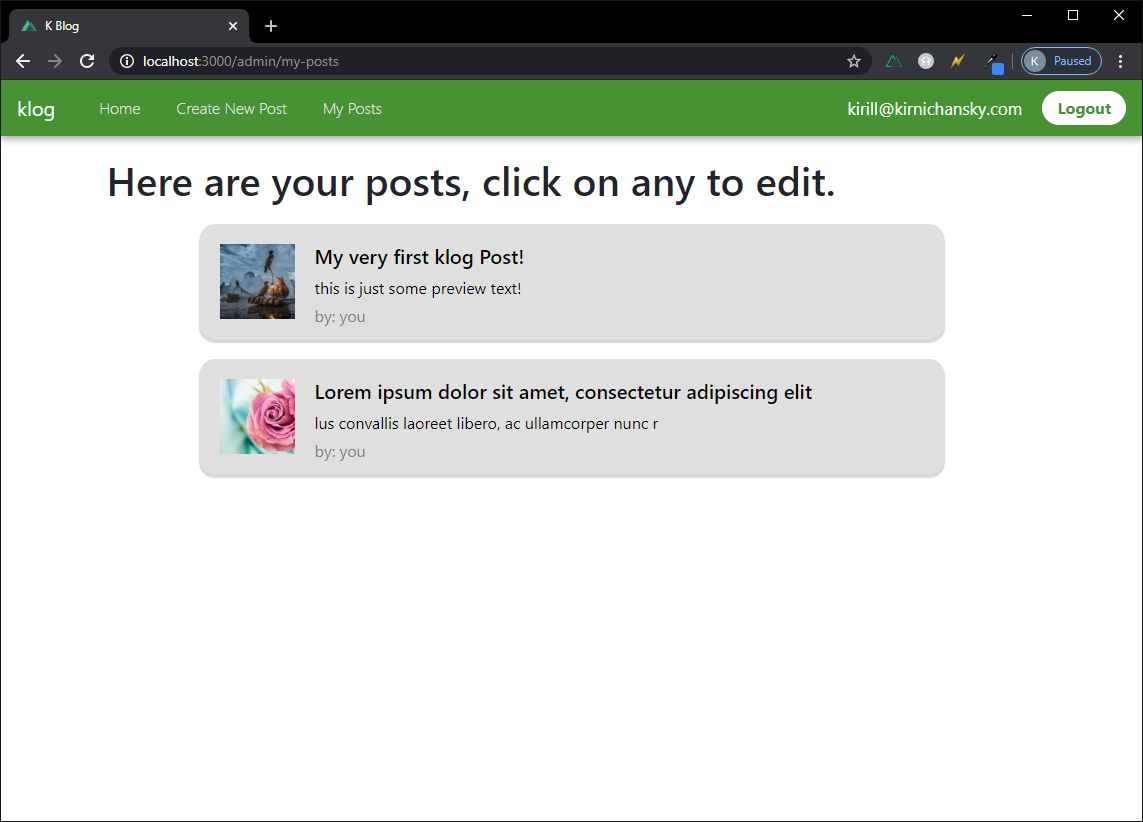 K Blog
localhost:3000/admin/my-posts
K Paused
klog Home Create New Post My Posts kirill@kirnichansky.com Logout
Here are your posts, click on any to edit.
My very first klog Post!
this is just some preview text!
by: you
Lorem ipsum dolor sit amet, consectetur adipiscing elit
lus convallis laoreet libero, ac ullamcorper nunc r
by: you